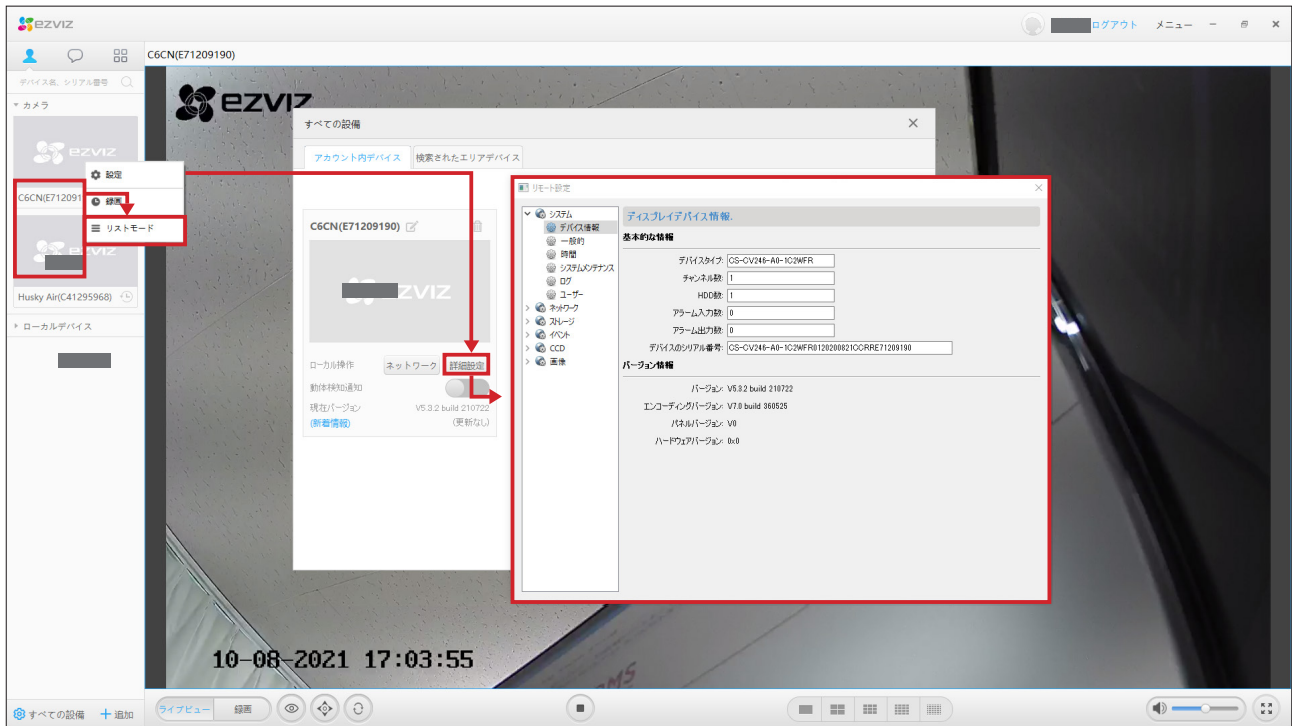 ezviz
ログアウト メニュー
C6CN(E71209190)
デバイス名, シリアル番号
カメラ
ezviz
設定
C6CN(E712091
録画
リストモード
ezviz
Husky Air(C41295968)
ローカルデバイス
ezviz
すべての設備
アカウント内デバイス 検索されたエリアデバイス
C6CN(E71209190)
ZVIZ
ローカル操作 ネットワーク 詳細設定
動体検知通知
現在バージョン V5.3.2 build 210722
(新着情報) (更新なし)
リモート設定
システム
デバイス情報
一般的
時間
システムメンテナンス
ログ
ユーザー
ネットワーク
ストレージ
イベント
CCD
画像
ディスプレイデバイス情報.
基本的な情報
デバイスタイプ: CS-CV246-A0-1C2WFR
チャンネル数: 1
HDD数: 1
アラーム入力数: 0
アラーム出力数: 0
デバイスのシリアル番号: CS-CV246-A0-1C2WFR0120200821CCRRE71209190
バージョン情報
バージョン: V5.3.2 build 210722
エンコーディングバージョン: V7.0 build 360525
パネルバージョン: V0
ハードウェアバージョン: 0x0
10-08-2021 17:03:55
すべての設備 追加
ライブビュー 録画